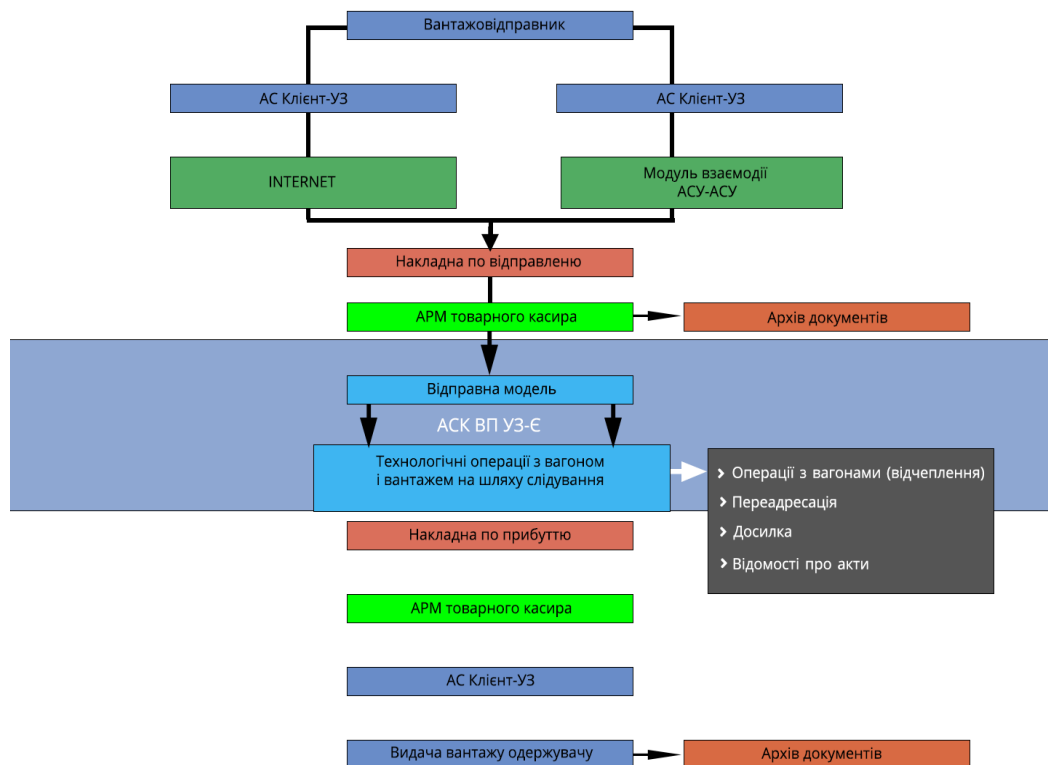 Вантажовідправник
АС Клієнт-УЗ
АС Клієнт-УЗ
INTERNET
Модуль взаємодії
АСУ-АСУ
Накладна по відправленю
АРМ товарного касира
Архів документів
Відправна модель
АСК ВП УЗ-Є
Технологічні операції з вагоном
і вантажем на шляху слідування
Операції з вагонами (відчеплення)
Переадресація
Досилка
Відомості про акти
Накладна по прибуттю
АРМ товарного касира
АС Клієнт-УЗ
Видача вантажу одержувачу
Архів документів